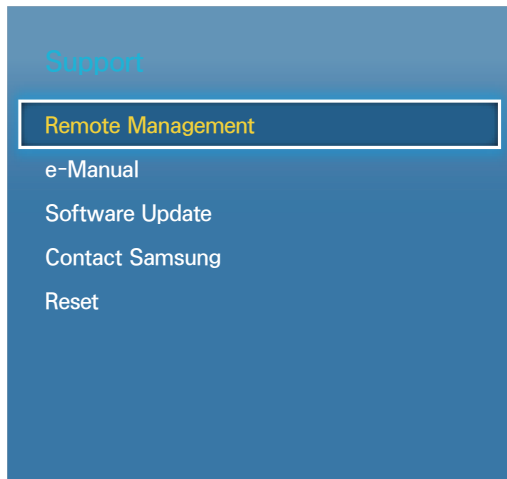 Support
Remote Management
e-Manual
Software Update
Contact Samsung
Reset